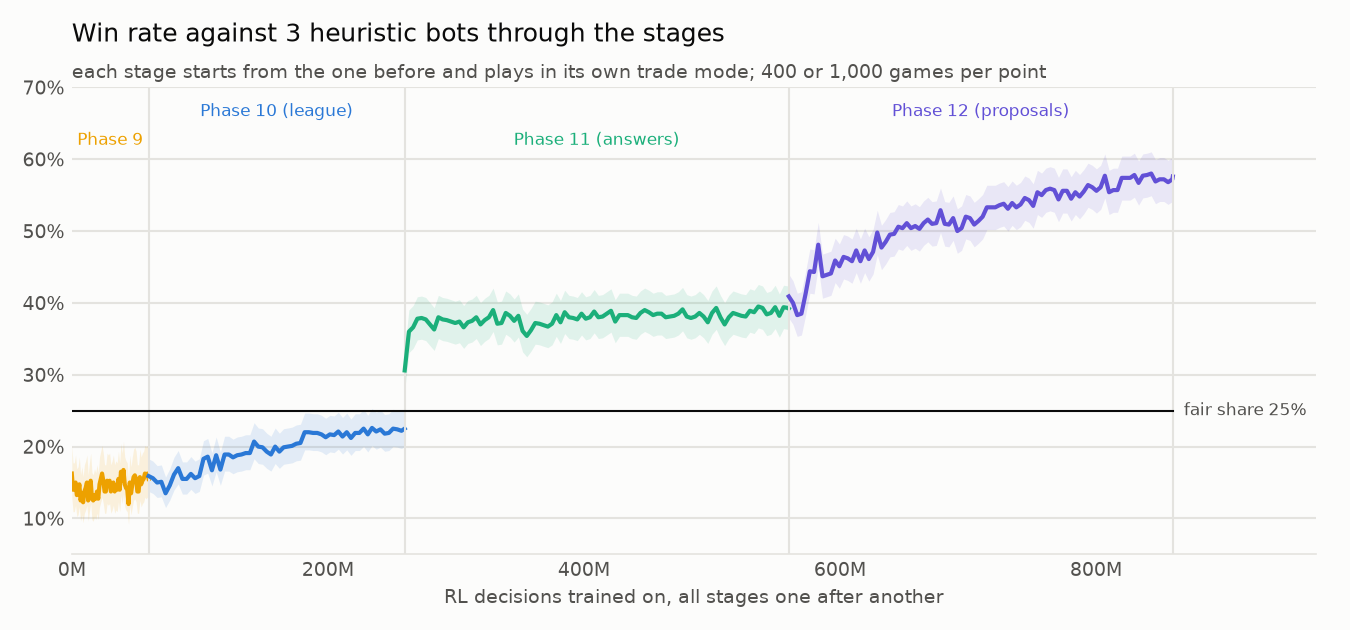 Win rate against 3 heuristic bots through the stages
each stage starts from the one before and plays in its own trade mode; 400 or 1,000 games per point
70%
Phase 10 (league)
Phase 12 (proposals)
Phase 9
Phase 11 (answers)
60%
50%
40%
30%
fair share 25%
20%
10%
0M
200M
400M
600M
800M
RL decisions trained on, all stages one after another